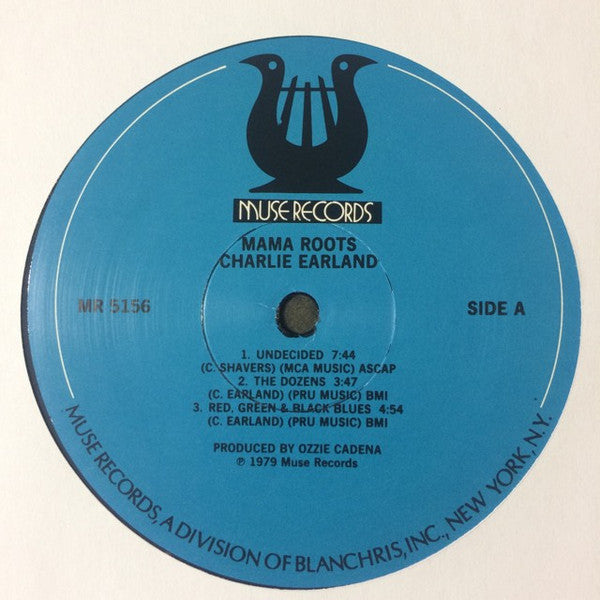 MUSE RECORDS
MAMA ROOTS
CHARLIE EARLAND
MR 5156
SIDE A
1. UNDECIDED 7:44
(C. SHAVERS) (MCA MUSIC) ASCAP
2. THE DOZENS 3:47
(C. EARLAND) (PRU MUSIC) BMI
3. RED, GREEN & BLACK BLUES 4:54
(C. EARLAND) (PRU MUSIC) BMI
PRODUCED BY OZZIE CADENA
℗ 1979 Muse Records
MUSE RECORDS, A DIVISION OF BLANCHRIS, INC., NEW YORK, N.Y.